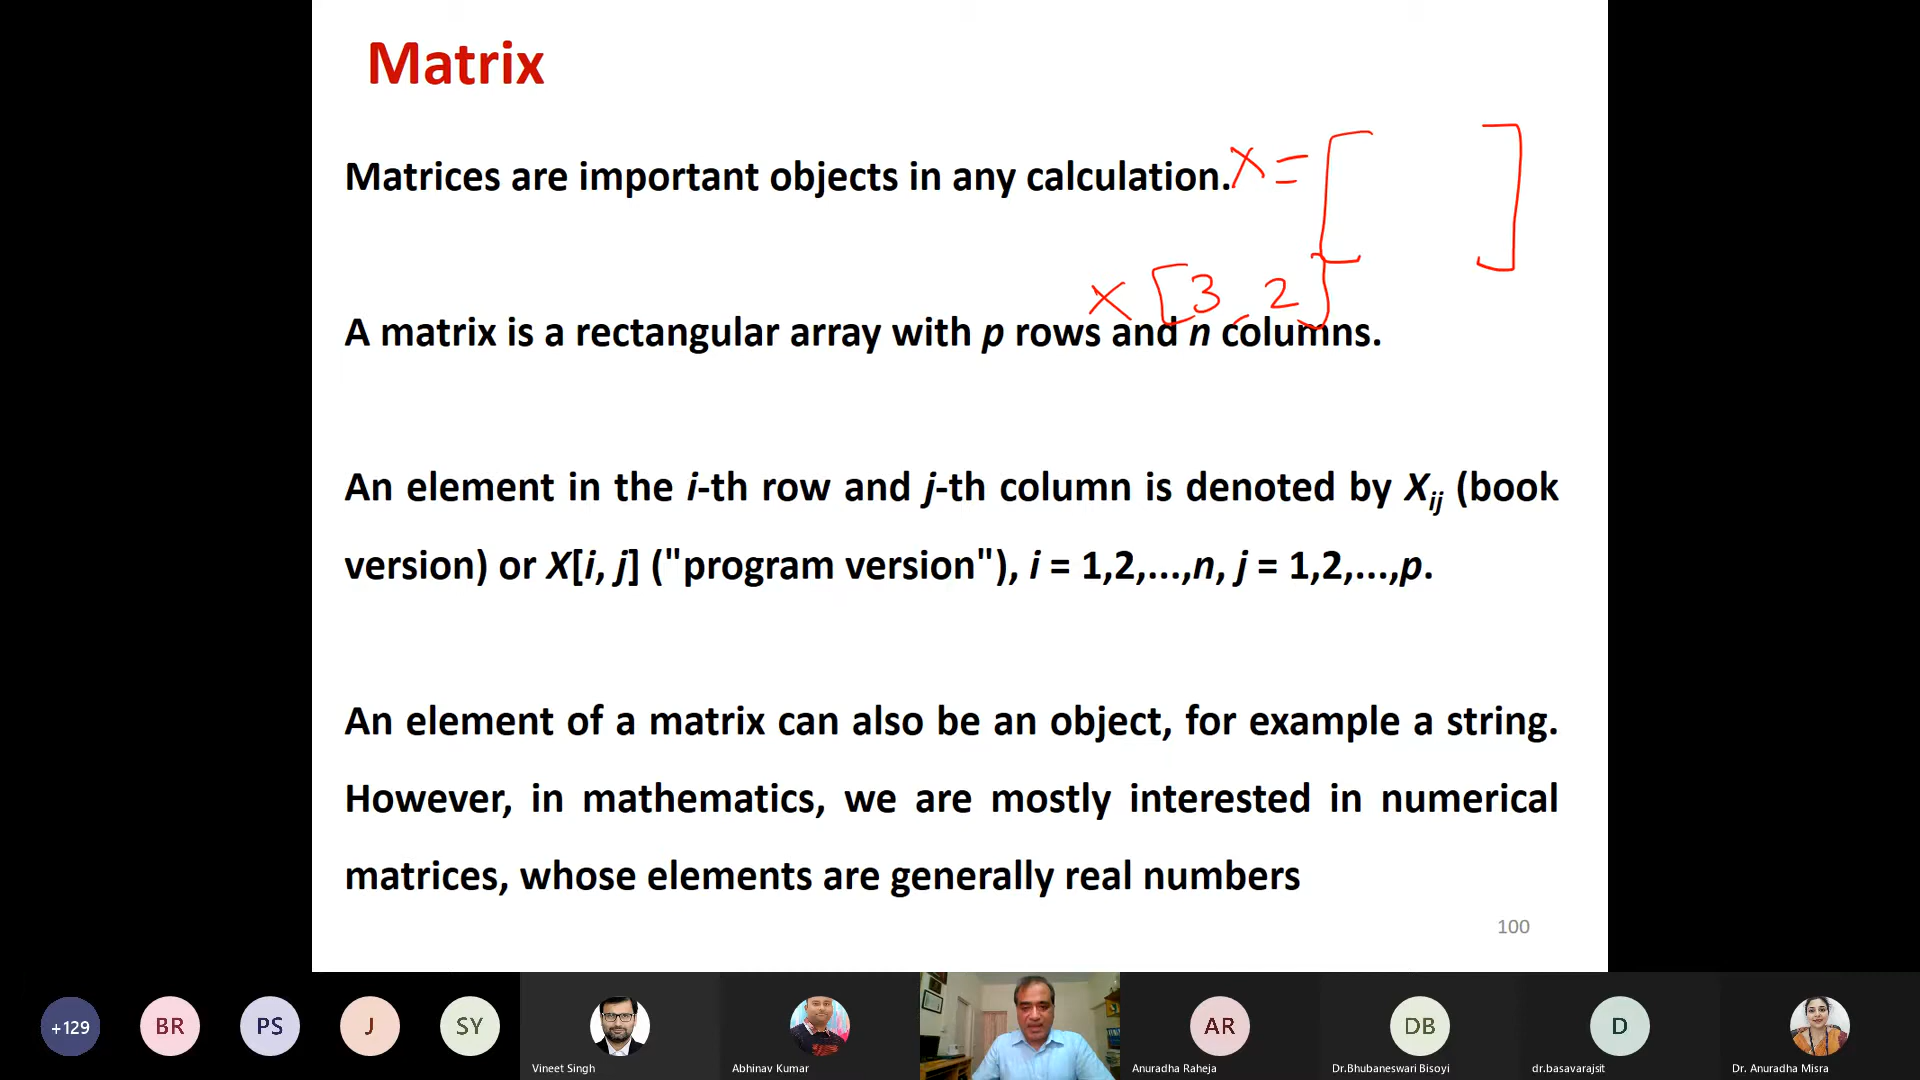 Matrix
Matrices are important objects in any calculation. X = [ ]
X [3, 2]
A matrix is a rectangular array with p rows and n columns.
An element in the i-th row and j-th column is denoted by Xij (book
version) or X[i, j] ("program version"), i = 1,2,...,n, j = 1,2,...,p.
An element of a matrix can also be an object, for example a string.
However, in mathematics, we are mostly interested in numerical
matrices, whose elements are generally real numbers
100
+129 BR PS J SY AR DB D
Vineet Singh Abhinav Kumar Anuradha Raheja Dr.Bhubaneswari Bisoyi dr.basavarajsit Dr. Anuradha Misra